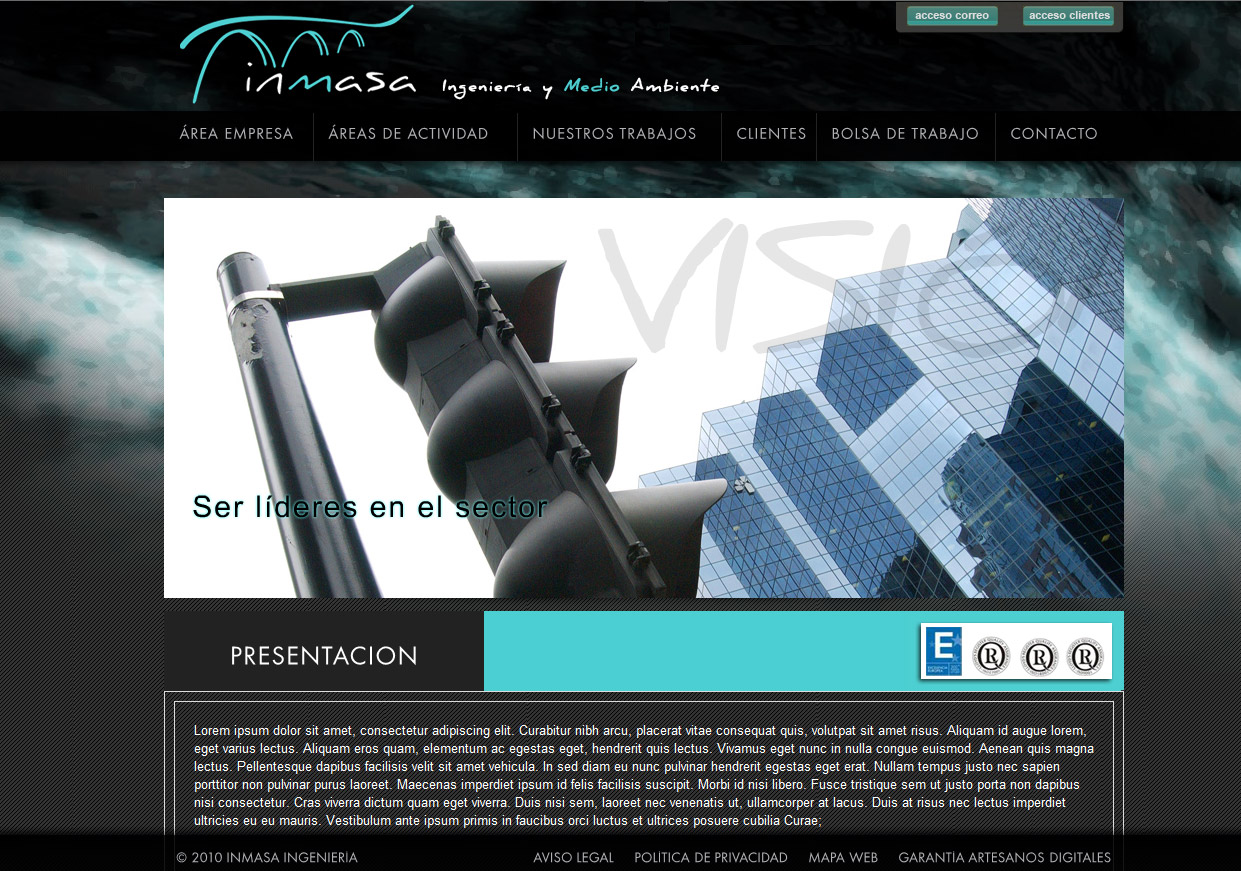 acceso correo acceso clientes
inmasa Ingeniería y Medio Ambiente
ÁREA EMPRESA ÁREAS DE ACTIVIDAD NUESTROS TRABAJOS CLIENTES BOLSA DE TRABAJO CONTACTO
VISIO
Ser líderes en el sector
PRESENTACION
E R R R
Lorem ipsum dolor sit amet, consectetur adipiscing elit. Curabitur nibh arcu, placerat vitae consequat quis, volutpat sit amet risus. Aliquam id augue lorem,
eget varius lectus. Aliquam eros quam, elementum ac egestas eget, hendrerit quis lectus. Vivamus eget nunc in nulla congue euismod. Aenean quis magna
lectus. Pellentesque dapibus facilisis velit sit amet vehicula. In sed diam eu nunc pulvinar hendrerit egestas eget erat. Nullam tempus justo nec sapien
porttitor non pulvinar purus laoreet. Maecenas imperdiet ipsum id felis facilisis suscipit. Morbi id nisi libero. Fusce tristique sem ut justo porta non dapibus
nisi consectetur. Cras viverra dictum quam eget viverra. Duis nisi sem, laoreet nec venenatis ut, ullamcorper at lacus. Duis at risus nec lectus imperdiet
ultricies eu eu mauris. Vestibulum ante ipsum primis in faucibus orci luctus et ultrices posuere cubilia Curae;
© 2010 INMASA INGENIERÍA AVISO LEGAL POLÍTICA DE PRIVACIDAD MAPA WEB GARANTÍA ARTESANOS DIGITALES